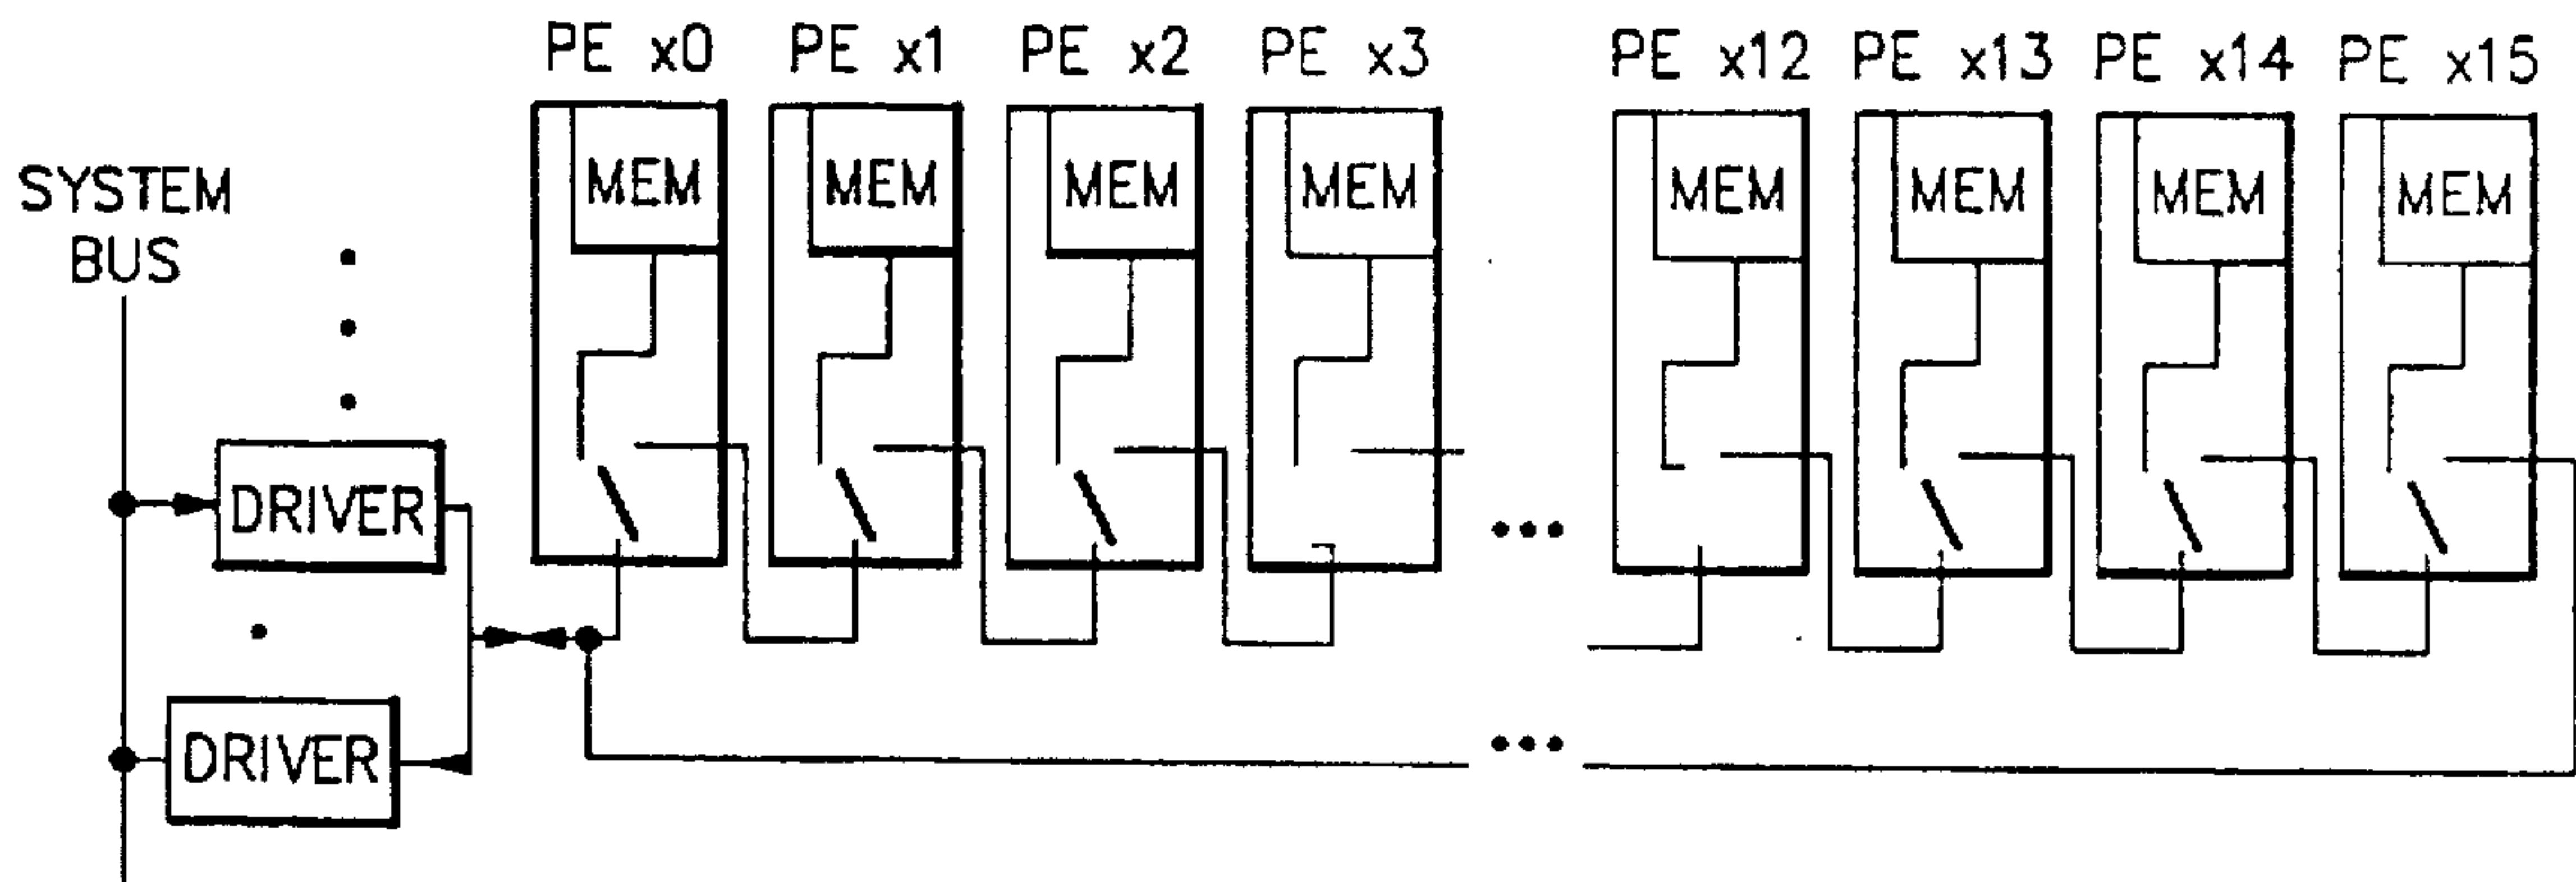 PE x0 PE x1 PE x2 PE x3 PE x12 PE x13 PE x14 PE x15
MEM MEM MEM MEM MEM MEM MEM MEM
SYSTEM
BUS
DRIVER
DRIVER